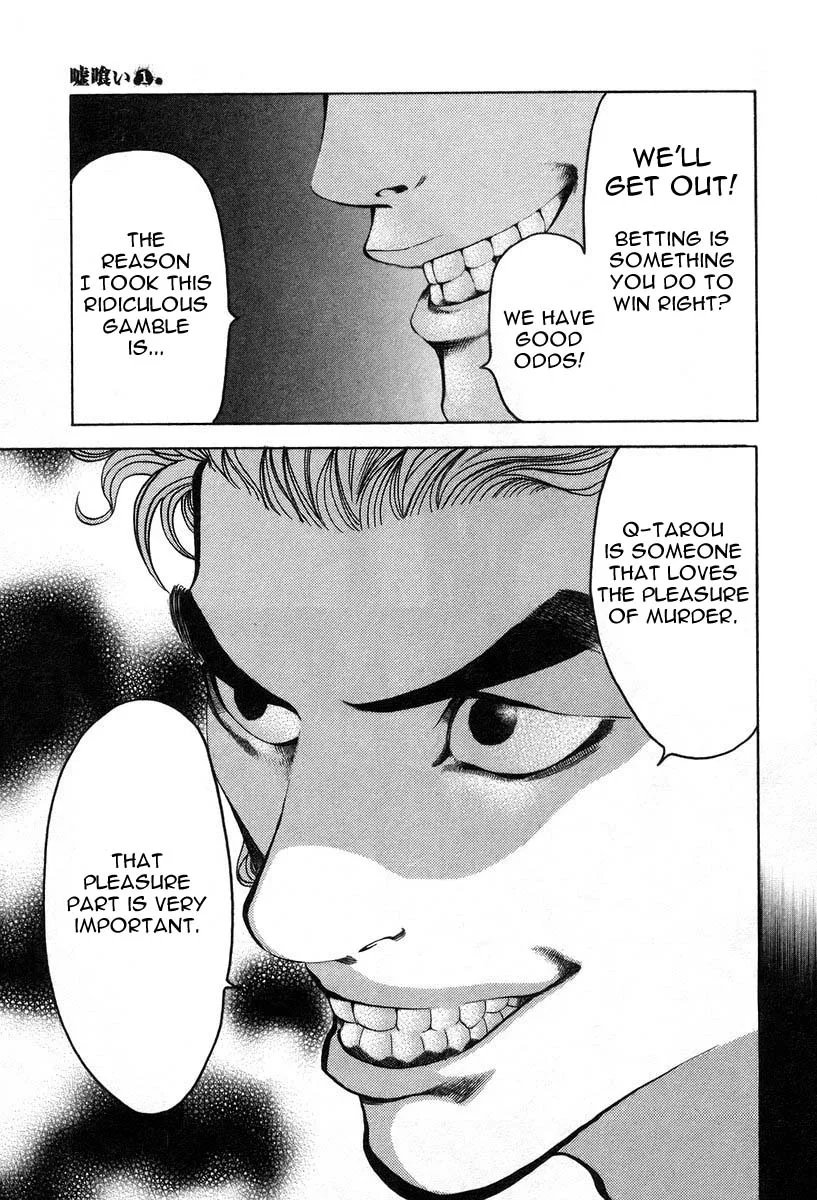 嘘喰い1.
WE'LL
GET OUT!
BETTING IS
SOMETHING
YOU DO TO
WIN RIGHT?
WE HAVE
GOOD
ODDS!
THE
REASON
I TOOK THIS
RIDICULOUS
GAMBLE
IS...
Q-TAROU
IS SOMEONE
THAT LOVES
THE PLEASURE
OF MURDER.
THAT
PLEASURE
PART IS VERY
IMPORTANT.